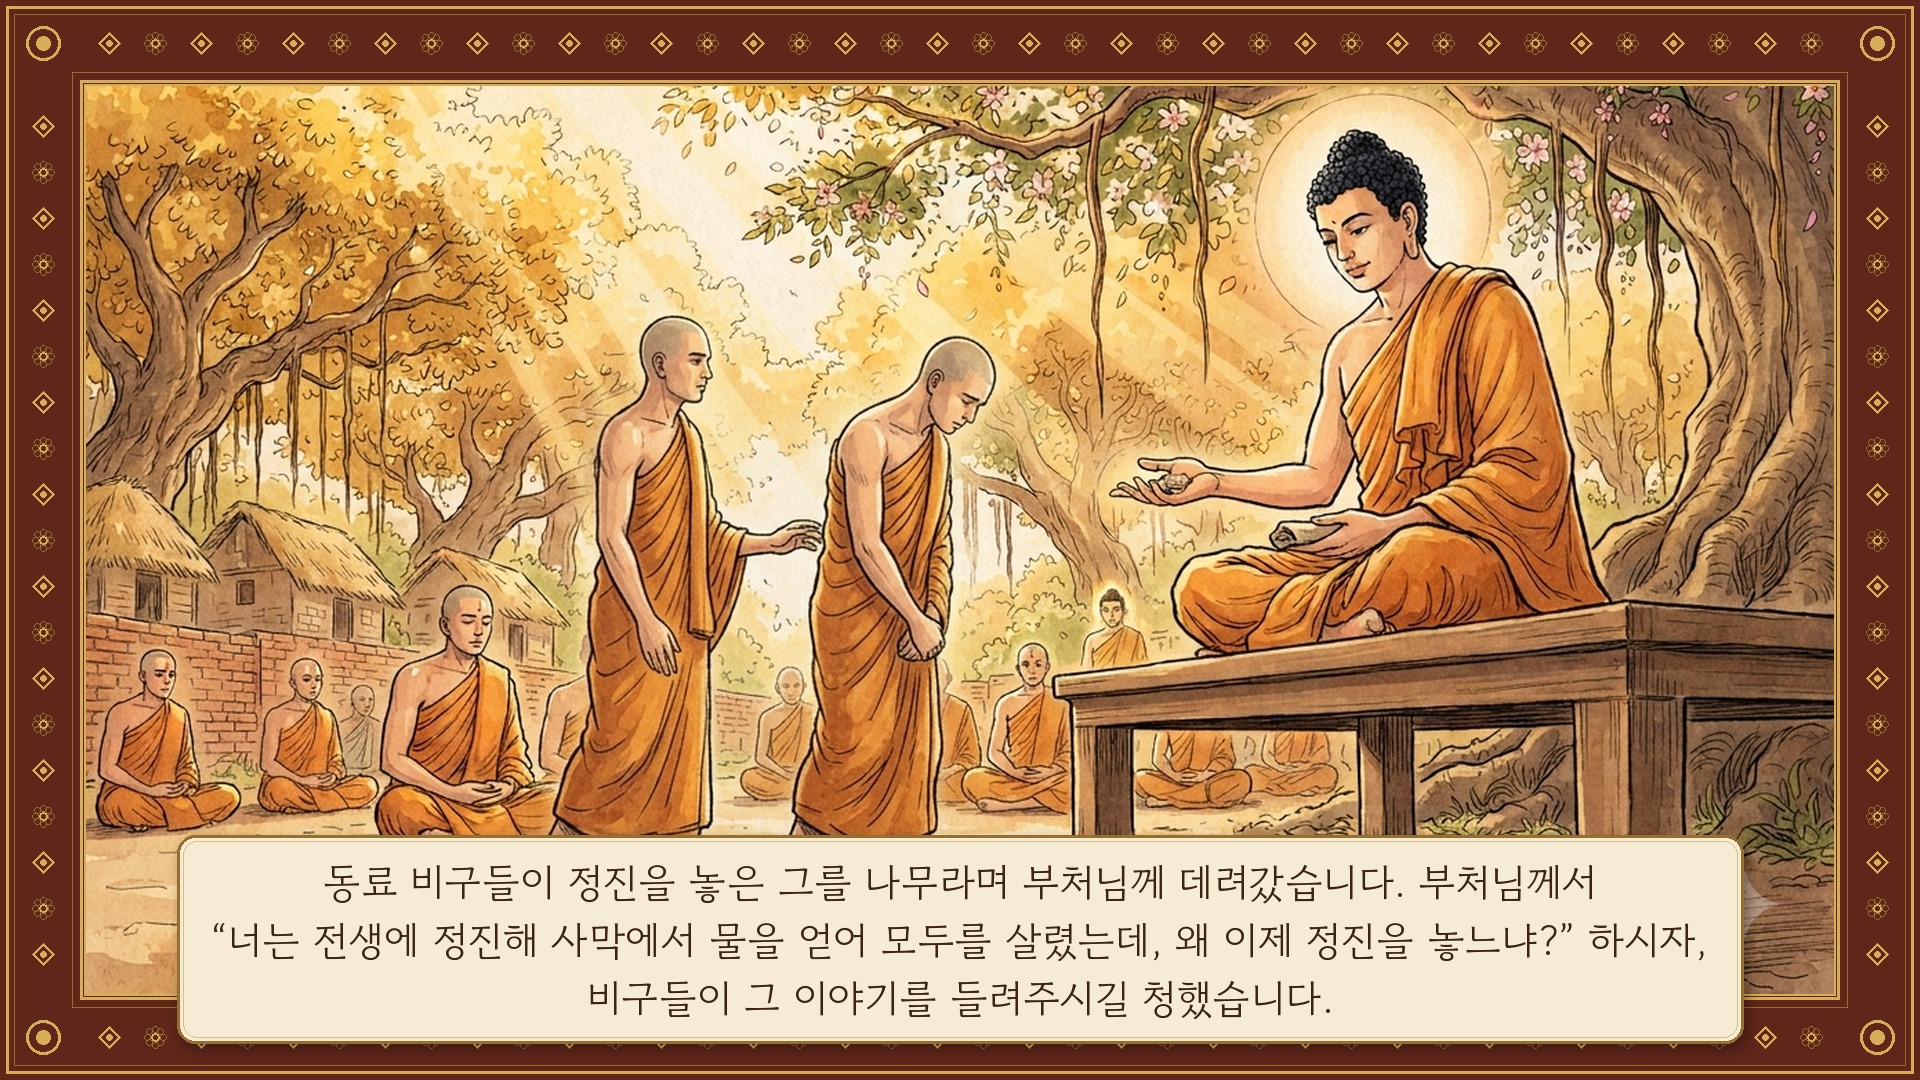 동료 비구들이 정진을 놓은 그를 나무라며 부처님께 데려갔습니다. 부처님께서
“너는 전생에 정진해 사막에서 물을 얻어 모두를 살렸는데, 왜 이제 정진을 놓느냐?” 하시자,
비구들이 그 이야기를 들려주시길 청했습니다.